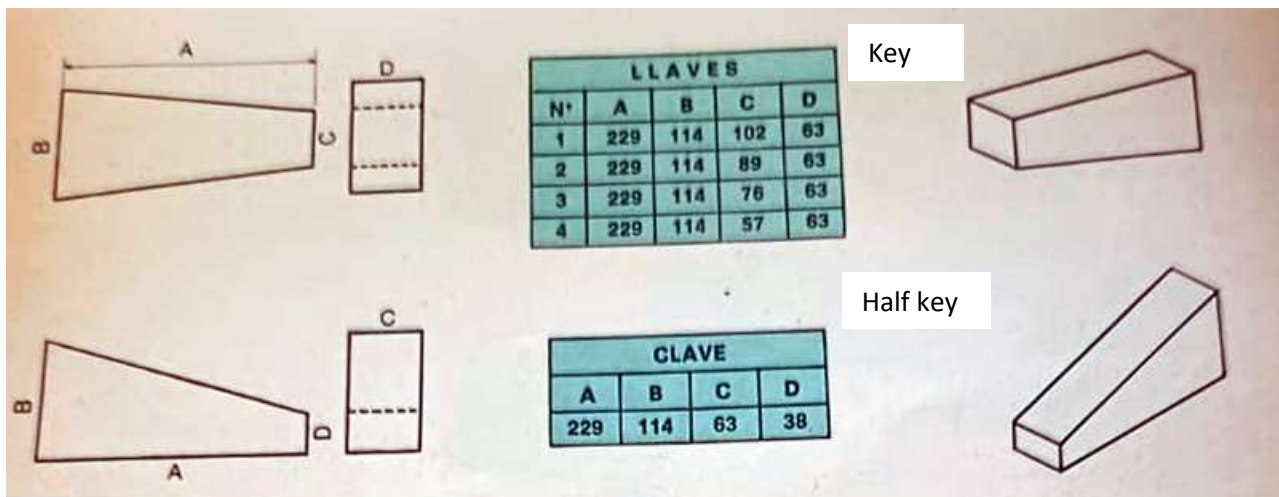 A
B
C
D
LLAVES
N° A B C D
1 229 114 102 63
2 229 114 89 63
3 229 114 76 63
4 229 114 57 63
Key
B
A
D
C
CLAVE
A B C D
229 114 63 38
Half key